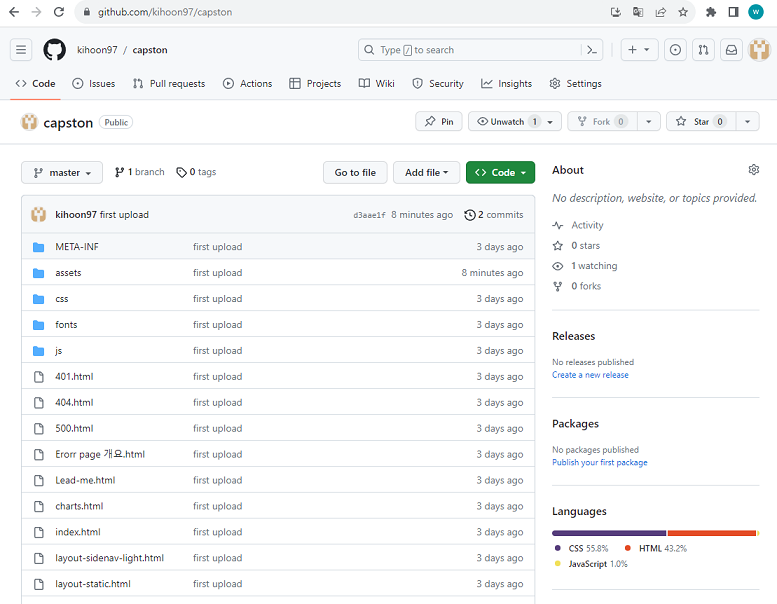 github.com/kihoon97/capston
W
kihoon97 / capston
Type / to search
Code Issues Pull requests Actions Projects Wiki Security Insights Settings
capston Public
Pin Unwatch 1 Fork 0 Star 0
master 1 branch 0 tags Go to file Add file Code
kihoon97 first upload d3aae1f 8 minutes ago 2 commits
META-INF first upload 3 days ago
assets first upload 8 minutes ago
css first upload 3 days ago
fonts first upload 3 days ago
js first upload 3 days ago
401.html first upload 3 days ago
404.html first upload 3 days ago
500.html first upload 3 days ago
Erorr page 개요.html first upload 3 days ago
Lead-me.html first upload 3 days ago
charts.html first upload 3 days ago
index.html first upload 3 days ago
layout-sidenav-light.html first upload 3 days ago
layout-static.html first upload 3 days ago
About
No description, website, or topics provided.
Activity
0 stars
1 watching
0 forks
Releases
No releases published
Create a new release
Packages
No packages published
Publish your first package
Languages
CSS 55.8% HTML 43.2%
JavaScript 1.0%